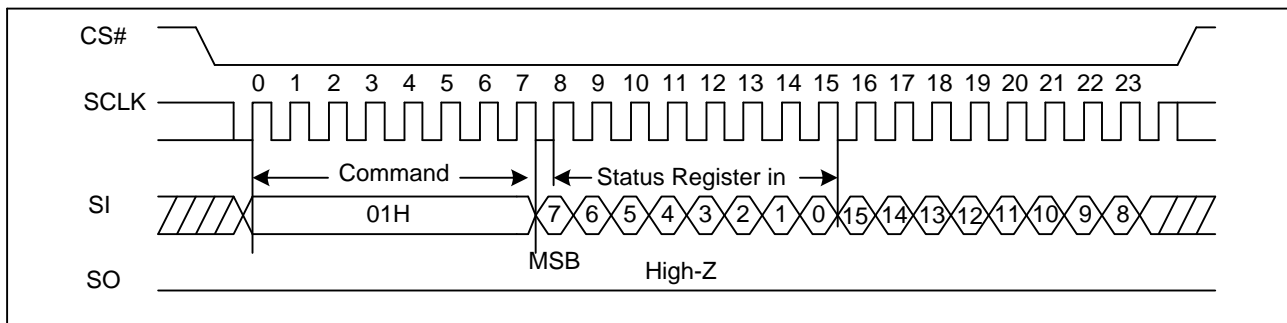 CS#
0 1 2 3 4 5 6 7 8 9 10 11 12 13 14 15 16 17 18 19 20 21 22 23
SCLK
Command Status Register in
SI 01H 7 6 5 4 3 2 1 0 15 14 13 12 11 10 9 8
MSB High-Z
SO